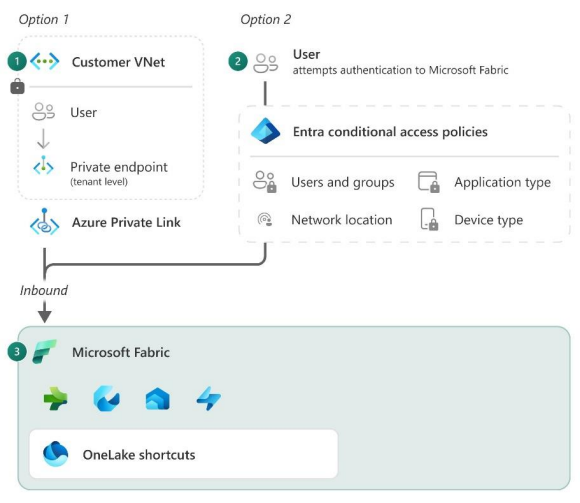 Option 1
Option 2
1
Customer VNet
User
Private endpoint
(tenant level)
Azure Private Link
2
User
attempts authentication to Microsoft Fabric
Entra conditional access policies
Users and groups
Application type
Network location
Device type
Inbound
3
Microsoft Fabric
OneLake shortcuts